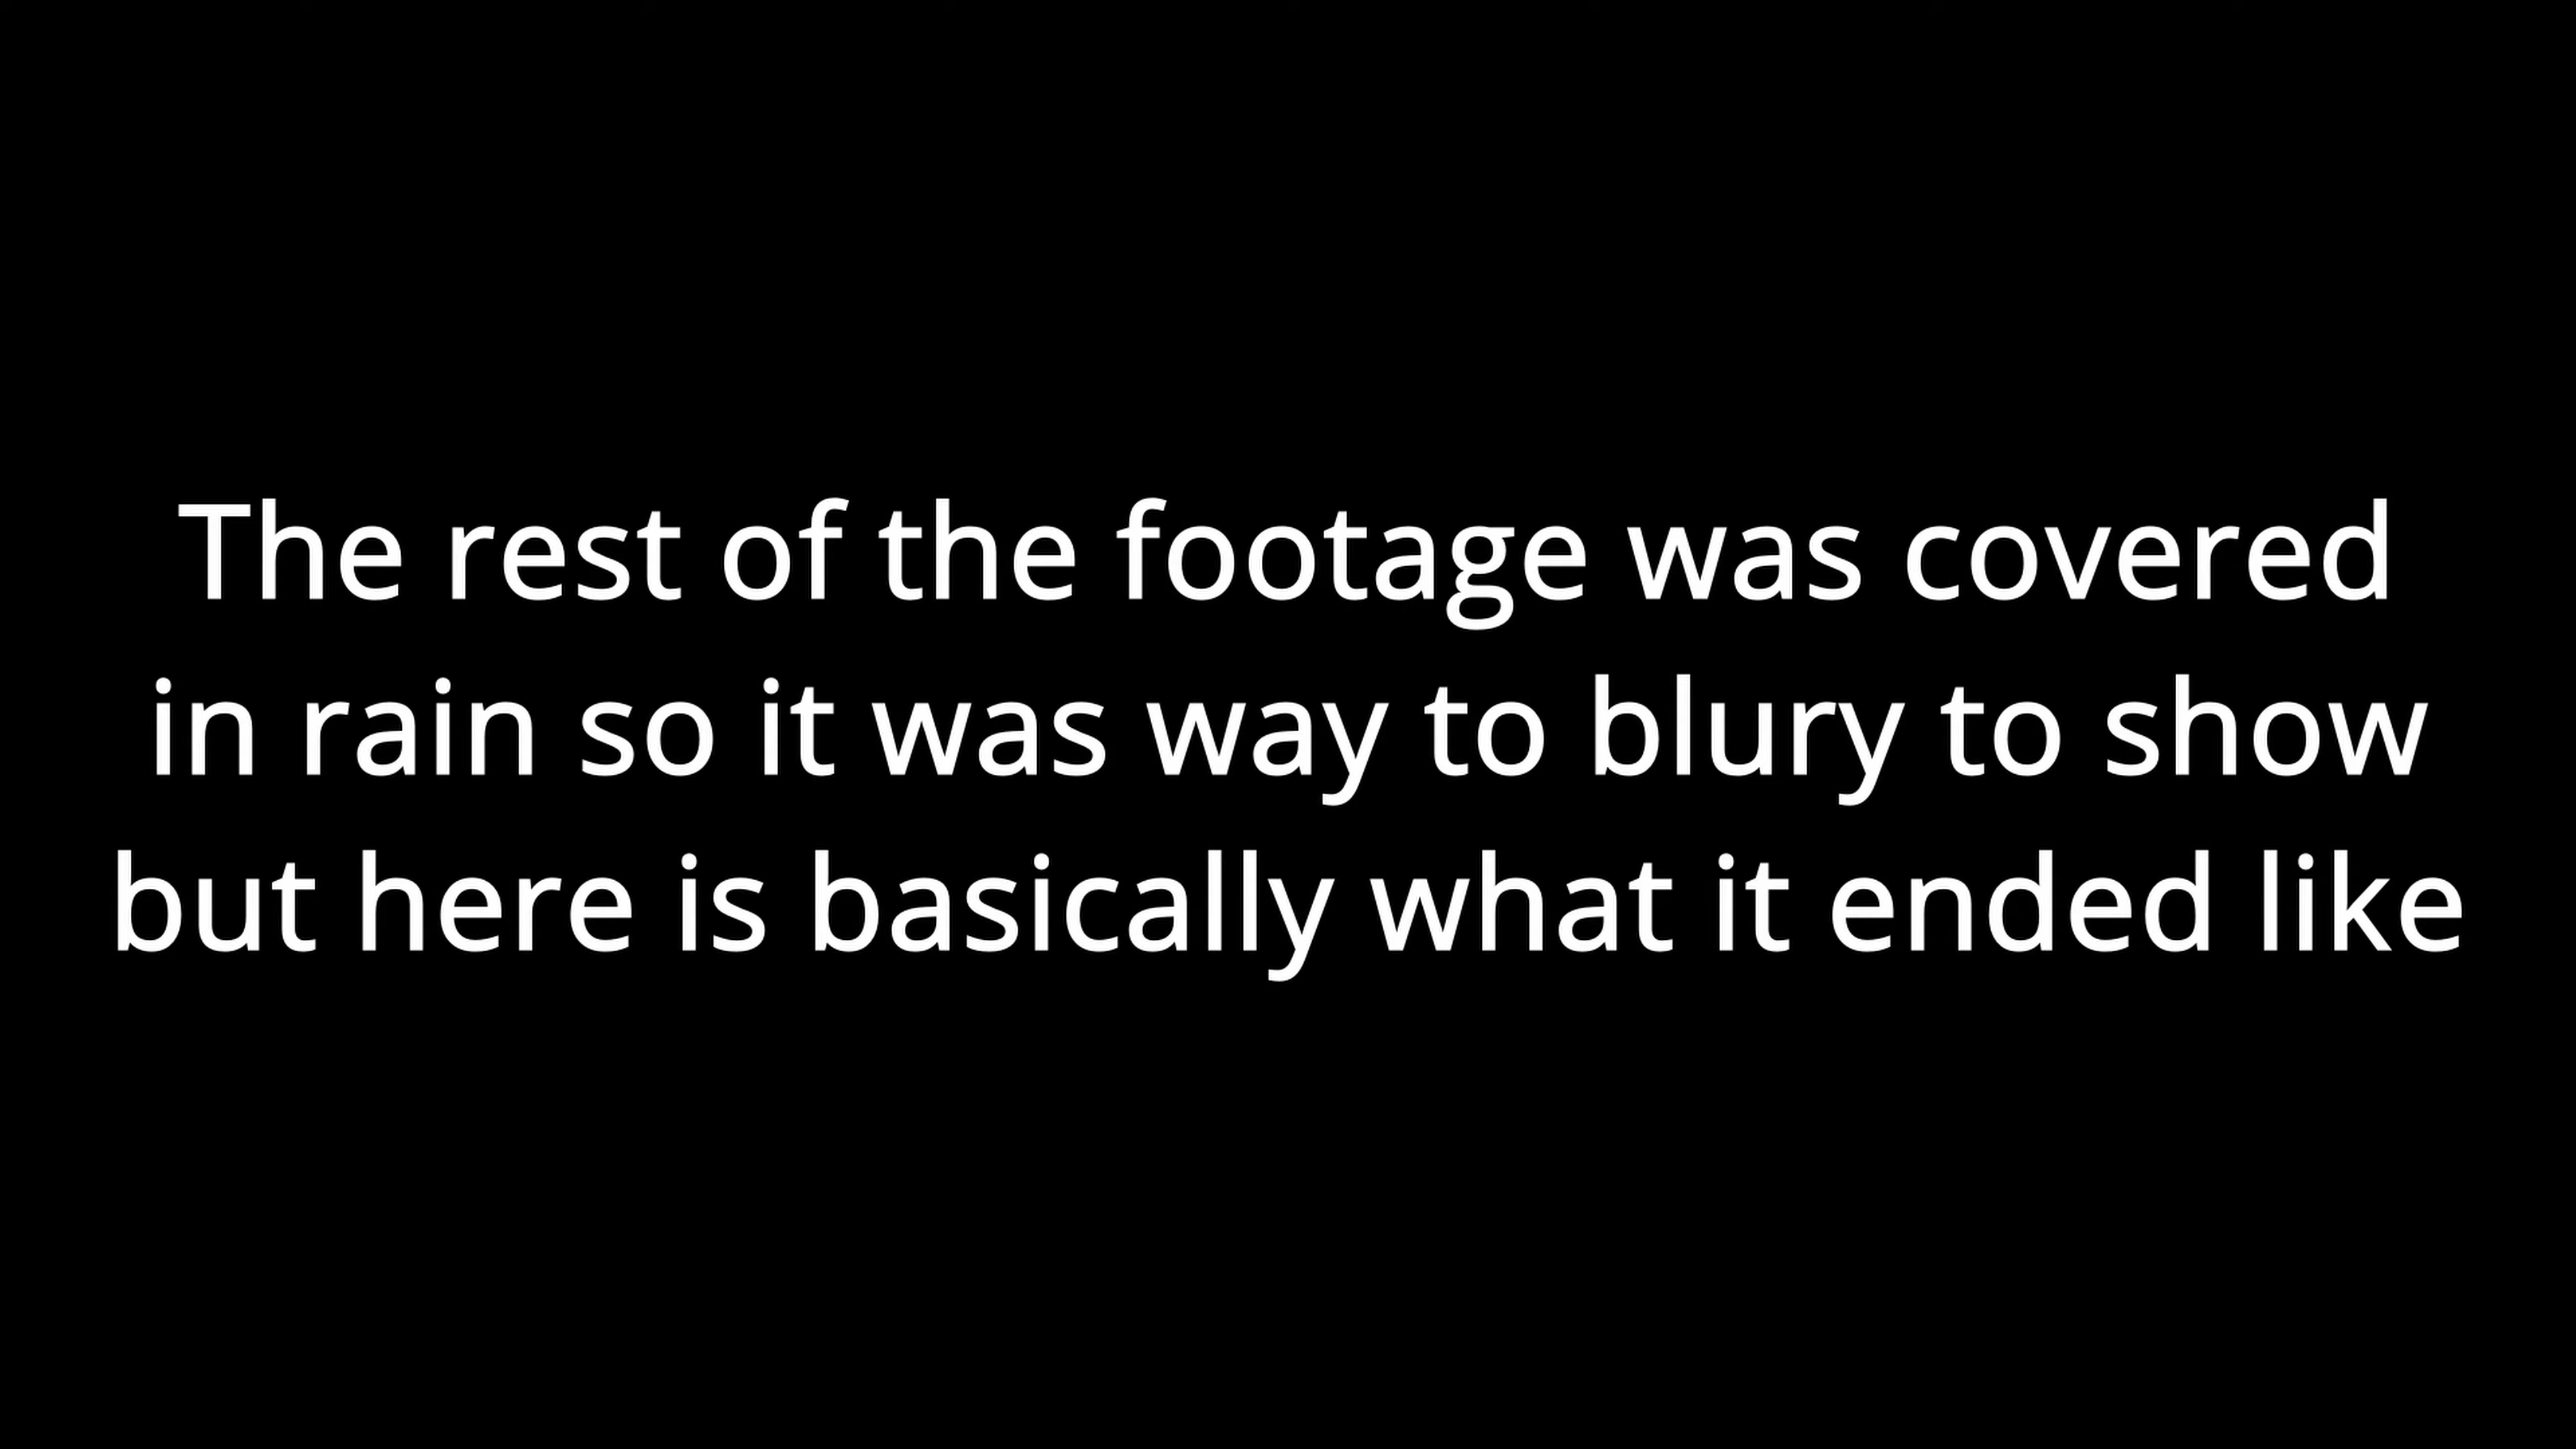 The rest of the footage was covered
in rain so it was way to blury to show
but here is basically what it ended like